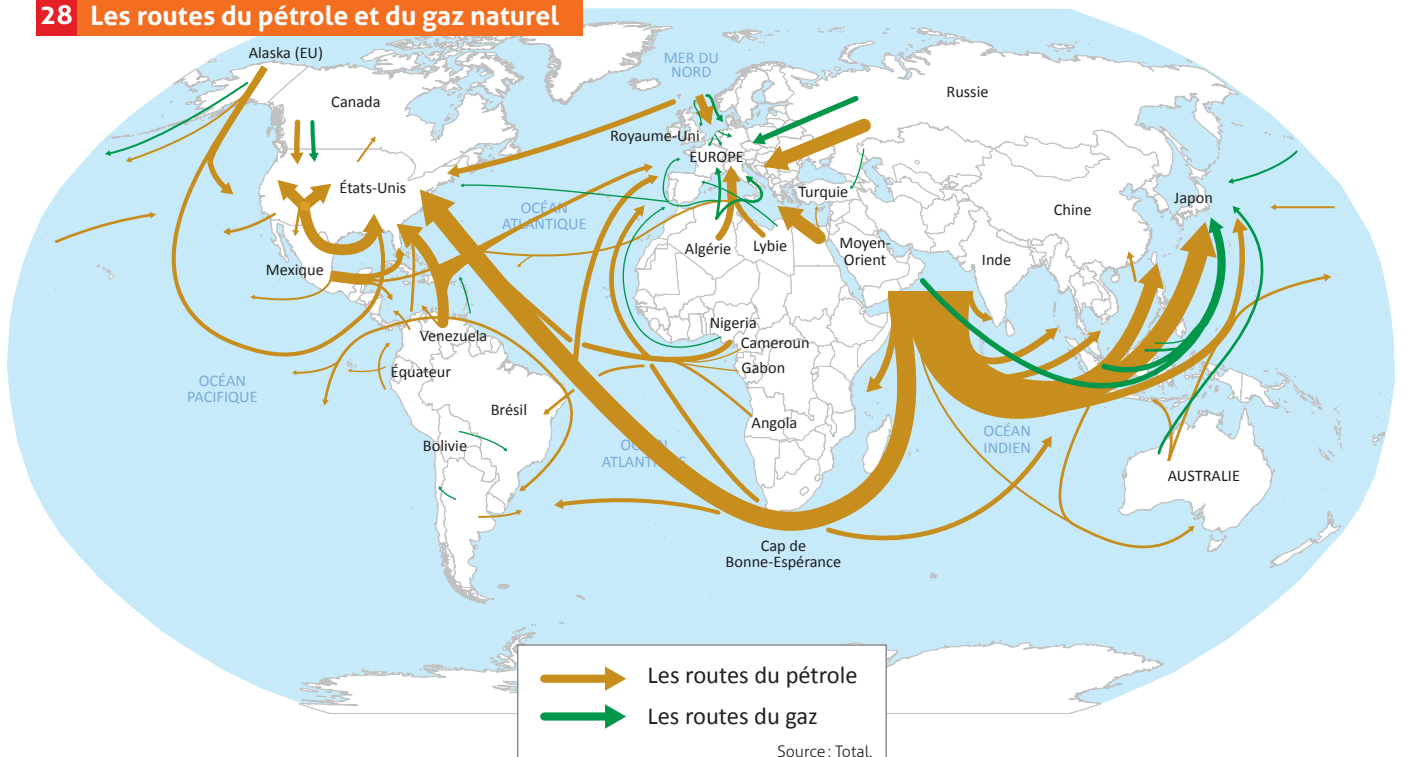 28 Les routes du pétrole et du gaz naturel
Alaska (EU)
MER DU
NORD
Canada
Russie
Royaume-Uni
EUROPE
États-Unis
Turquie
Japon
OCÉAN
ATLANTIQUE
Chine
Algérie
Lybie
Moyen-
Orient
Inde
Mexique
Nigeria
Venezuela
Cameroun
Gabon
Équateur
OCÉAN
PACIFIQUE
Brésil
Angola
Bolivie
OCÉAN
ATLANTIQUE
OCÉAN
INDIEN
AUSTRALIE
Cap de
Bonne-Espérance
Les routes du pétrole
Les routes du gaz
Source: Total.